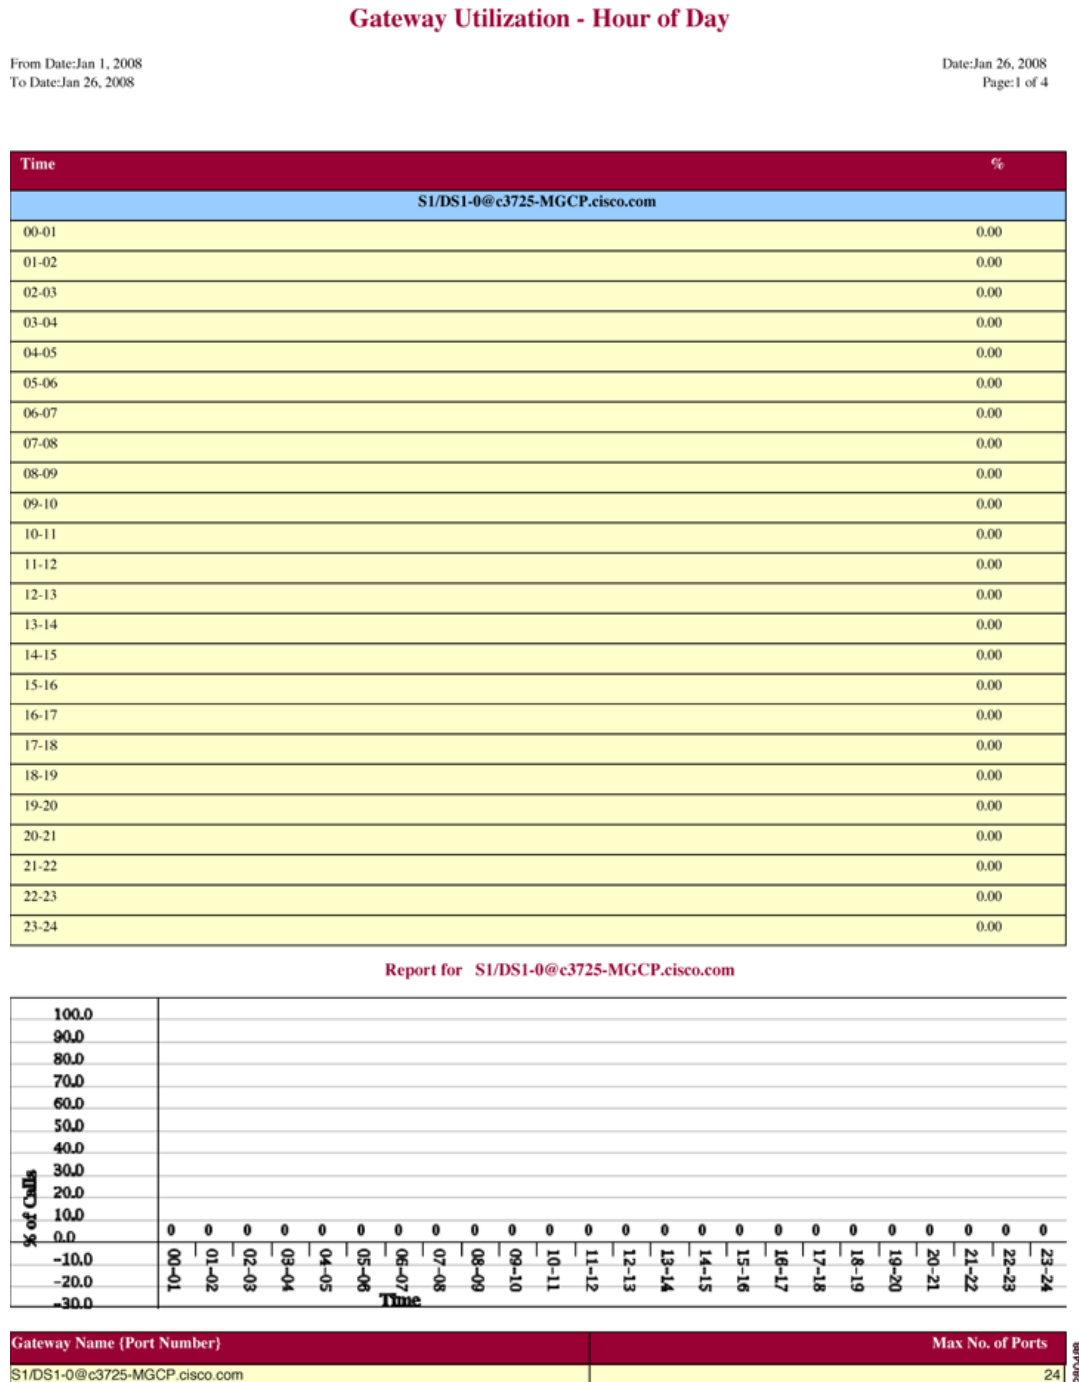 Gateway Utilization - Hour of Day
From Date:Jan 1, 2008
Date:Jan 26, 2008
To Date:Jan 26, 2008
Page:1 of 4
Time %
S1/DS1-0@c3725-MGCP.cisco.com
00-01 0.00
01-02 0.00
02-03 0.00
03-04 0.00
04-05 0.00
05-06 0.00
06-07 0.00
07-08 0.00
08-09 0.00
09-10 0.00
10-11 0.00
11-12 0.00
12-13 0.00
13-14 0.00
14-15 0.00
15-16 0.00
16-17 0.00
17-18 0.00
18-19 0.00
19-20 0.00
20-21 0.00
21-22 0.00
22-23 0.00
23-24 0.00
Report for S1/DS1-0@c3725-MGCP.cisco.com
100.0
90.0
80.0
70.0
60.0
50.0
40.0
30.0
20.0
10.0
0.0
-10.0
-20.0
-30.0
% of Calls
0 0 0 0 0 0 0 0 0 0 0 0 0 0 0 0 0 0 0 0 0 0 0 0
00-01 01-02 02-03 03-04 04-05 05-06 06-07 07-08 08-09 09-10 10-11 11-12 12-13 13-14 14-15 15-16 16-17 17-18 18-19 19-20 20-21 21-22 22-23 23-24
Time
Gateway Name {Port Number} Max No. of Ports
S1/DS1-0@c3725-MGCP.cisco.com 24